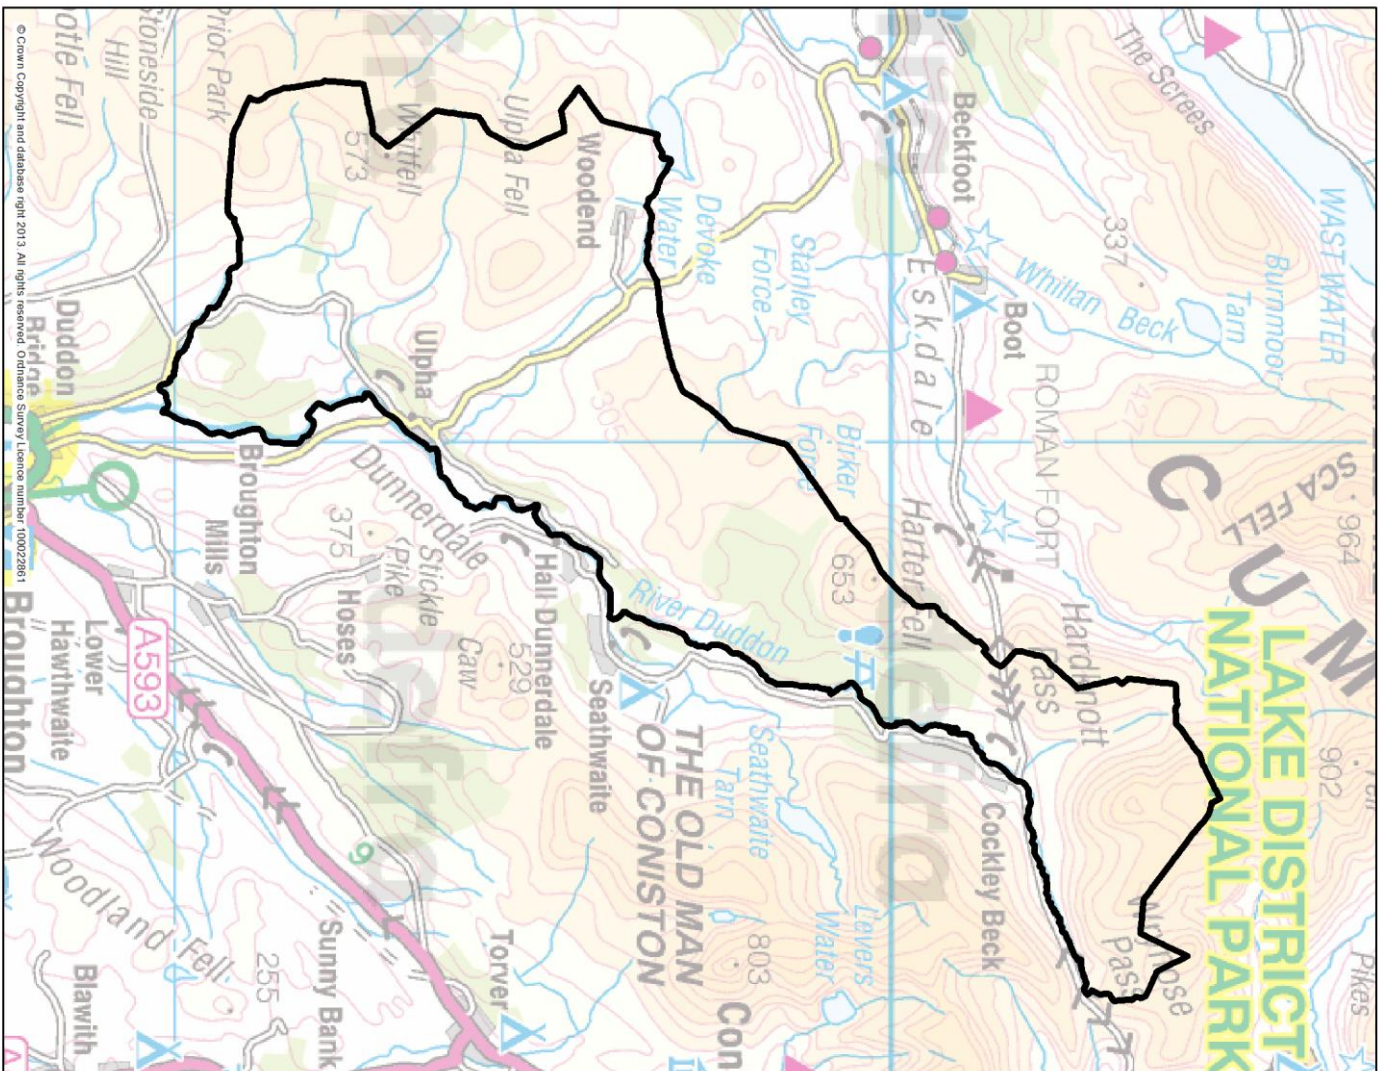 © Crown Copyright and database right 2013. All rights reserved. Ordnance Survey Licence number 100022861
WAST WATER
The Screes
Burnmoor
Tarn
337
Whillan Beck
Beckfoot
Boot
Eskdale
ROMAN FORT
SCA FELL
964
902
Pikes
C U M
LAKE DISTRICT
NATIONAL PARK
Hardknott
Pass
Wrynose
Pass
Stanley
Force
Devoke
Water
Birker
Force
Harter Fell
653
Cockley Beck
Woodend
Ulpha Fell
Whitfell
573
Prior Park
Stoneside
Hill
Ulpha
River Duddon
Hall Dunnerdale
Seathwaite
Seathwaite
Tarn
Levers
Water
THE OLD MAN
OF CONISTON
803
Con
Dunnerdale
Stickle
Pike
375
Caw
529
Hoses
Broughton
Mills
Duddon
Bridge
A593
Lower
Hawthwaite
Broughton
Woodland Fell
255
9
Sunny Bank
Torver
Blawith
A
defra